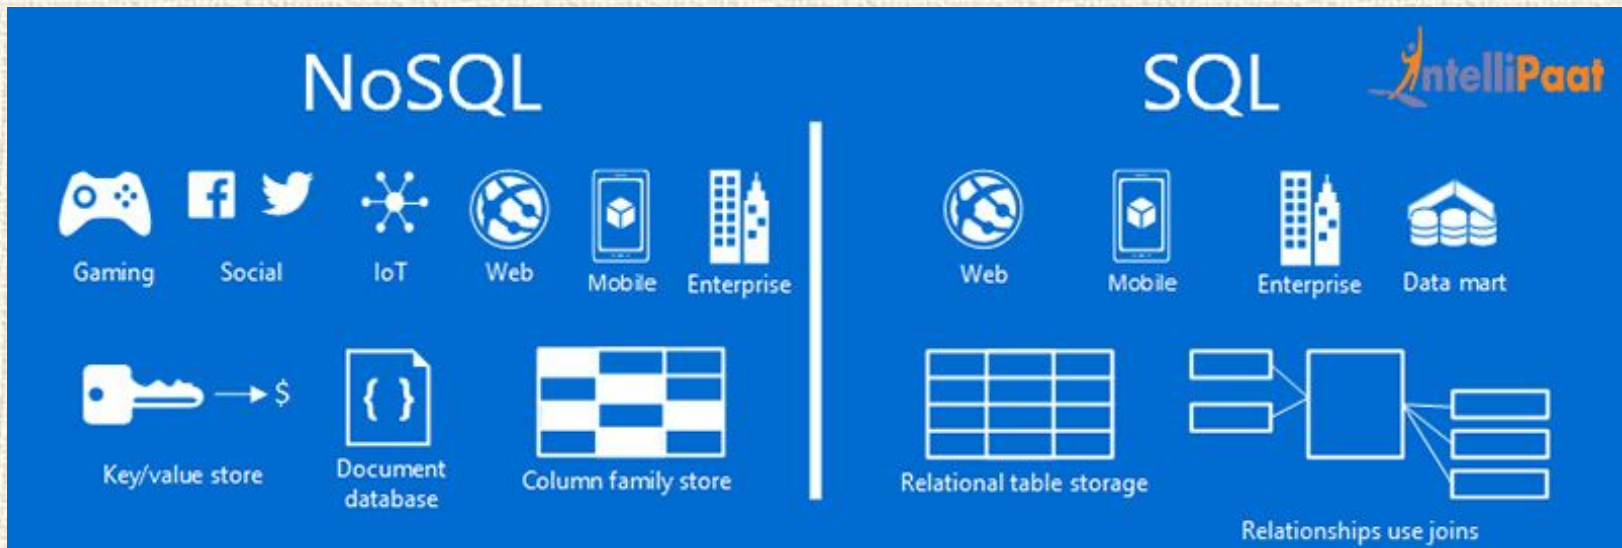 NoSQL
SQL
IntelliPaat
Gaming
Social
IoT
Web
Mobile
Enterprise
Web
Mobile
Enterprise
Data mart
$
{ }
Key/value store
Document
database
Column family store
Relational table storage
Relationships use joins